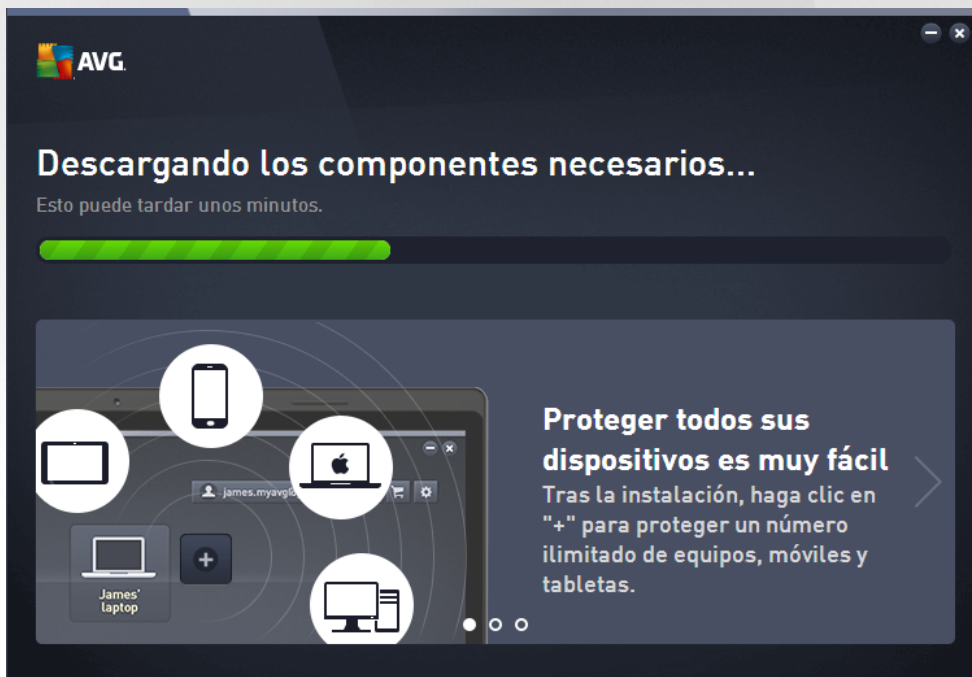 AVG.
Descargando los componentes necesarios...
Esto puede tardar unos minutos.
Proteger todos sus
dispositivos es muy fácil
Tras la instalación, haga clic en
"+" para proteger un número
ilimitado de equipos, móviles y
tabletas.
+
James'
laptop